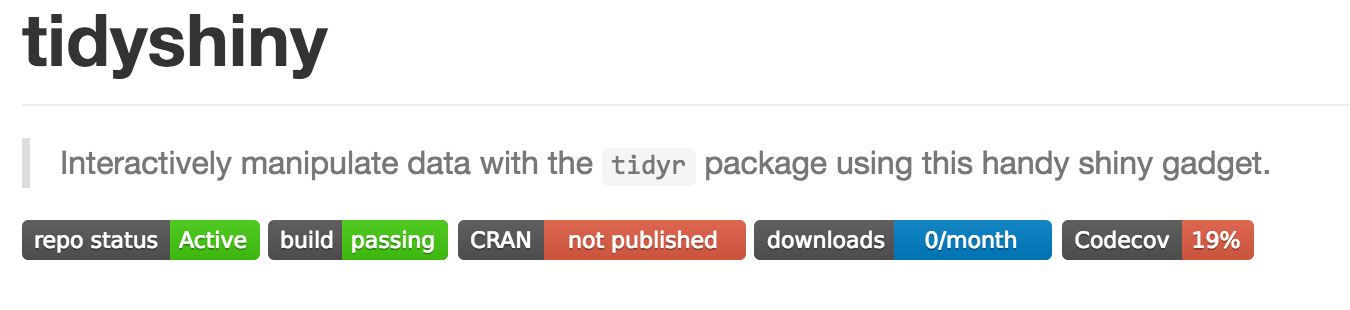 tidyshiny
Interactively manipulate data with the tidyr package using this handy shiny gadget.
repo status Active build passing CRAN not published downloads 0/month Codecov 19%